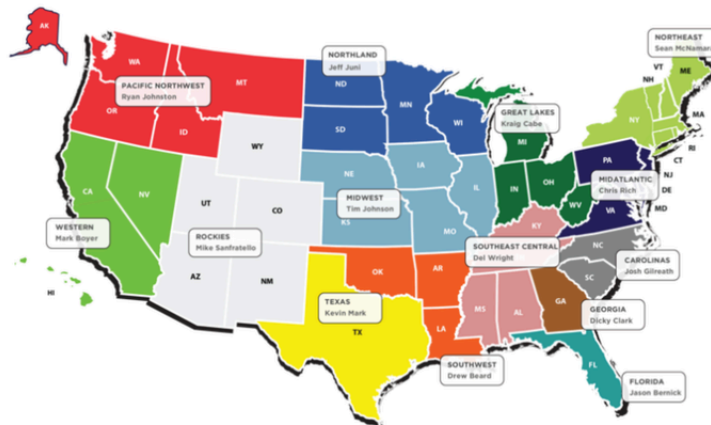 AK
NORTHEAST
Sean McNamara
NORTHLAND
Jeff Juni
WA
MT
ND
MN
VT
NH
ME
PACIFIC NORTHWEST
Ryan Johnston
OR
ID
SD
WI
GREAT LAKES
Kraig Cabe
MI
NY
MA
RI
CT
WY
NE
IA
PA
NJ
MIDATLANTIC
Chris Rich
DE
MD
CA
NV
UT
CO
MIDWEST
Tim Johnson
KS
MO
IL
IN
OH
WV
VA
KY
WESTERN
Mark Boyer
ROCKIES
Mike Sanfratello
SOUTHEAST CENTRAL
Del Wright
NC
CAROLINAS
Josh Gilreath
SC
AZ
NM
OK
AR
HI
TEXAS
Kevin Mark
TX
MS
AL
GA
GEORGIA
Dicky Clark
LA
SOUTHWEST
Drew Beard
FL
FLORIDA
Jason Bernick